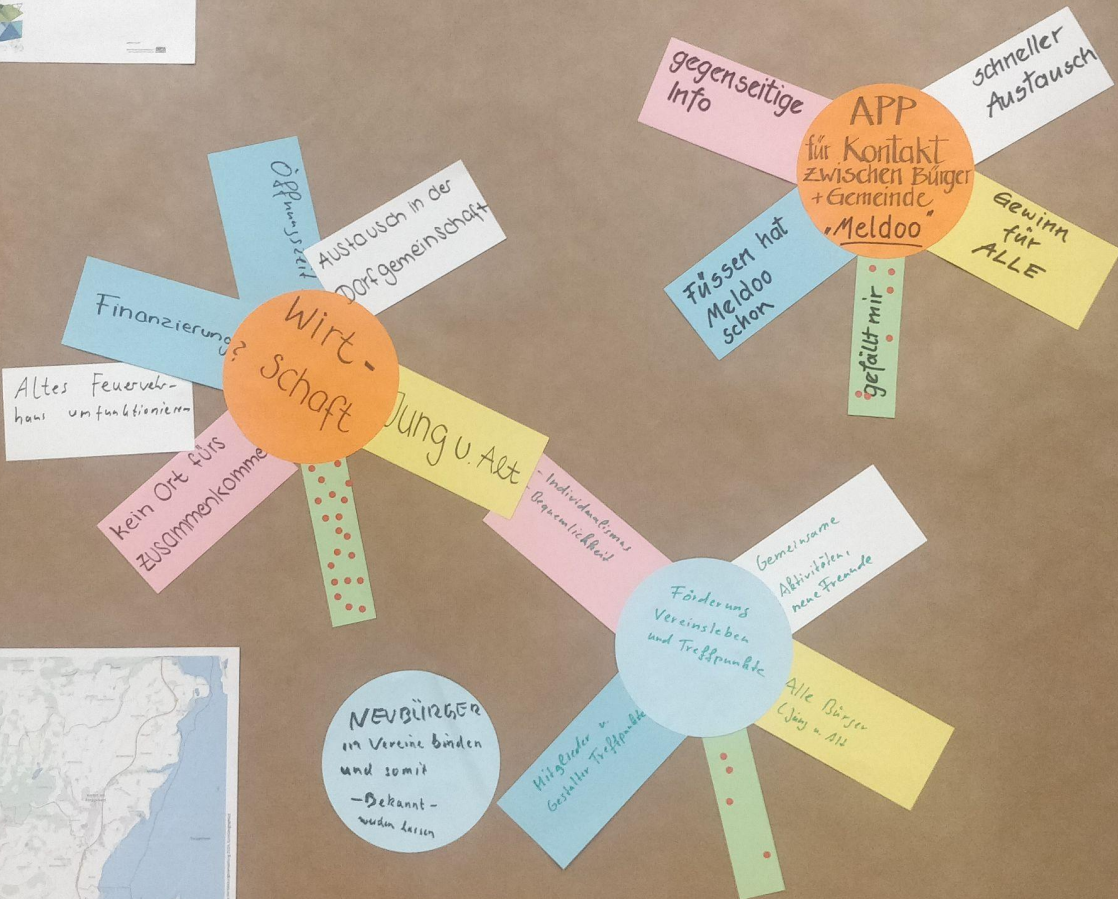 gegenseitige
Info
schneller
Austausch
APP
für Kontakt
zwischen Bürger
+ Gemeinde
"Meldoo"
Füssen hat
Meldoo
schon
gefällt mir
Gewinn
für
ALLE
Öffnungszeit
Austausch in der
Dorfgemeinschaft
Finanzierung?
Wirt-
schaft
Altes Feuerwehr-
haus umfunktionieren
kein Ort fürs
zusammenkommen
Jung u. Alt
- Individualismus
- Bequemlichkeit
Gemeinsame
Aktivitäten,
neue Freunde
Förderung
Vereinsleben
und Treffpunkte
Alle Bürger
(Jung u. Alt
Mitglieder u.
Gestalter Treffpunkte
NEUBÜRGER
in Vereine binden
und somit
- Bekannt -
werden lassen